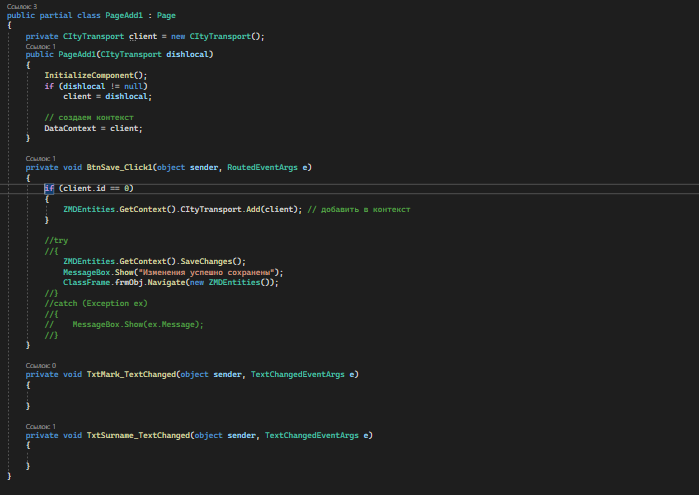 Ссылок: 3
public partial class PageAdd1 : Page
{
private CItyTransport client = new CItyTransport();
Ссылок: 1
public PageAdd1(CItyTransport dishlocal)
{
InitializeComponent();
if (dishlocal != null)
client = dishlocal;
// создаем контекст
DataContext = client;
}
Ссылок: 1
private void BtnSave_Click1(object sender, RoutedEventArgs e)
{
if (client.id == 0)
{
ZMDEntities.GetContext().CItyTransport.Add(client); // добавить в контекст
}
//try
//{
ZMDEntities.GetContext().SaveChanges();
MessageBox.Show("Изменения успешно сохранены");
ClassFrame.frmObj.Navigate(new ZMDEntities());
//}
//catch (Exception ex)
//{
//    MessageBox.Show(ex.Message);
//}
}
Ссылок: 0
private void TxtMark_TextChanged(object sender, TextChangedEventArgs e)
{
}
Ссылок: 1
private void TxtSurname_TextChanged(object sender, TextChangedEventArgs e)
{
}
}